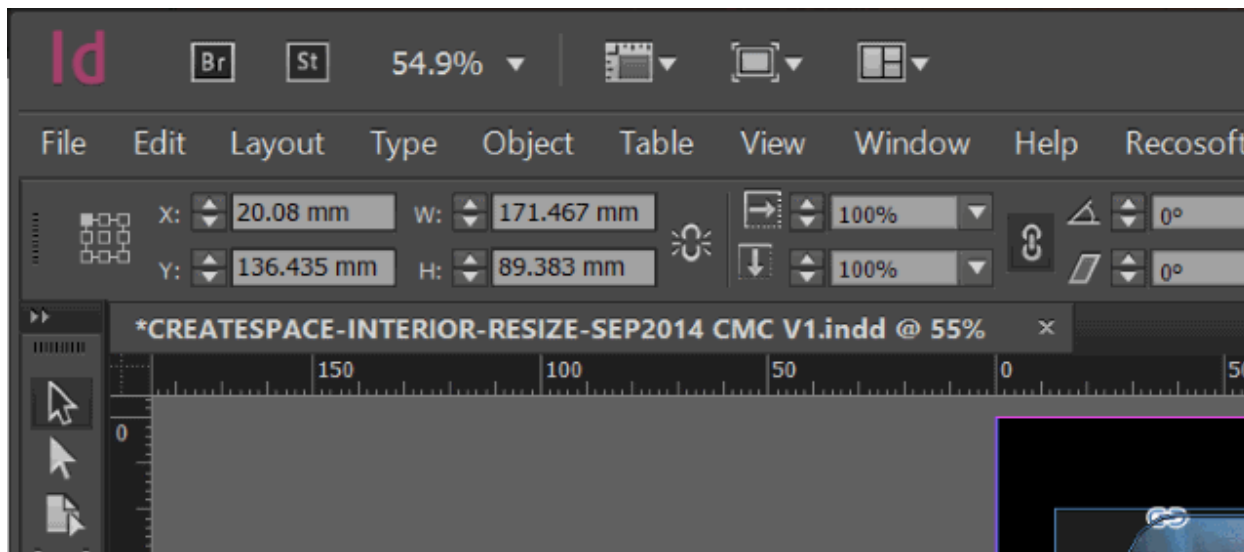 Id Br St 54.9%
File Edit Layout Type Object Table View Window Help Recosoft
X: 20.08 mm W: 171.467 mm 100% 0°
Y: 136.435 mm H: 89.383 mm 100% 0°
*CREATESPACE-INTERIOR-RESIZE-SEP2014 CMC V1.indd @ 55% ×
150 100 50 0
0